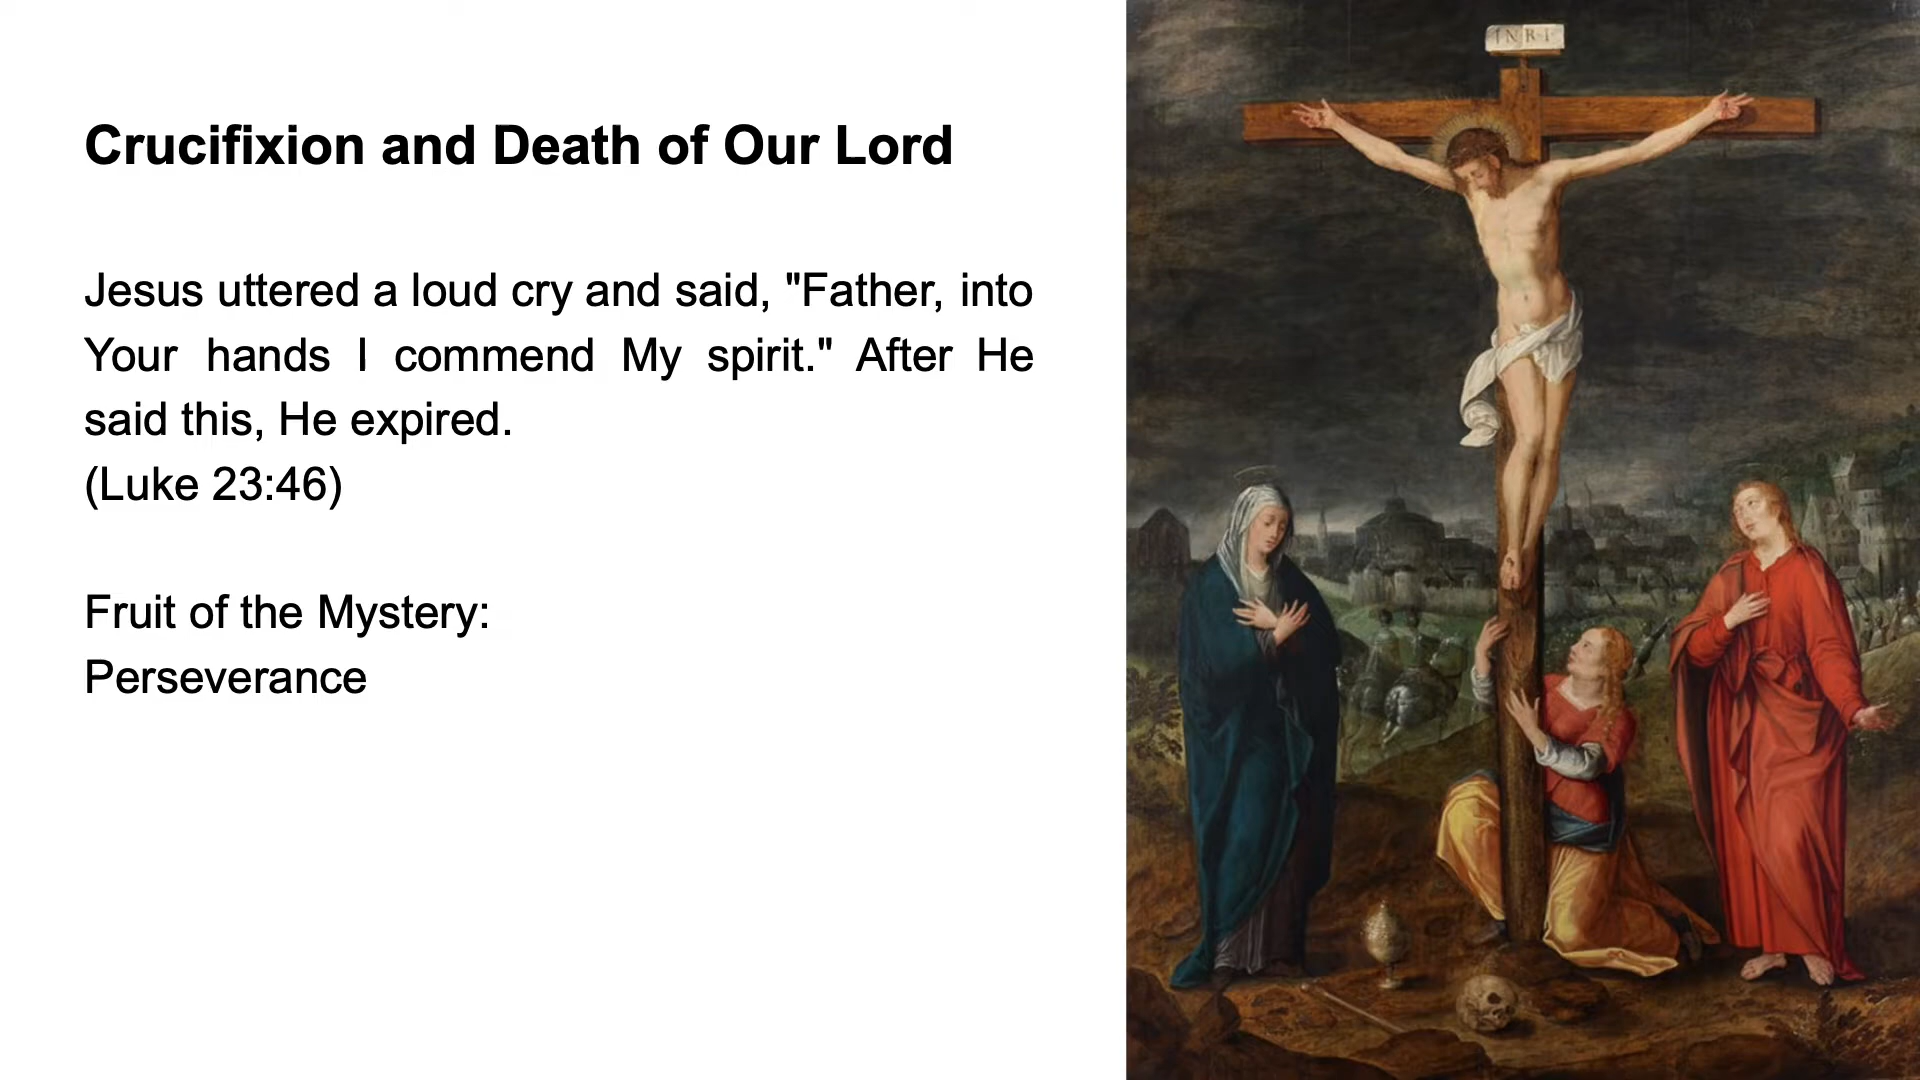 Crucifixion and Death of Our Lord
Jesus uttered a loud cry and said, "Father, into
Your hands I commend My spirit." After He
said this, He expired.
(Luke 23:46)
Fruit of the Mystery:
Perseverance
INRI